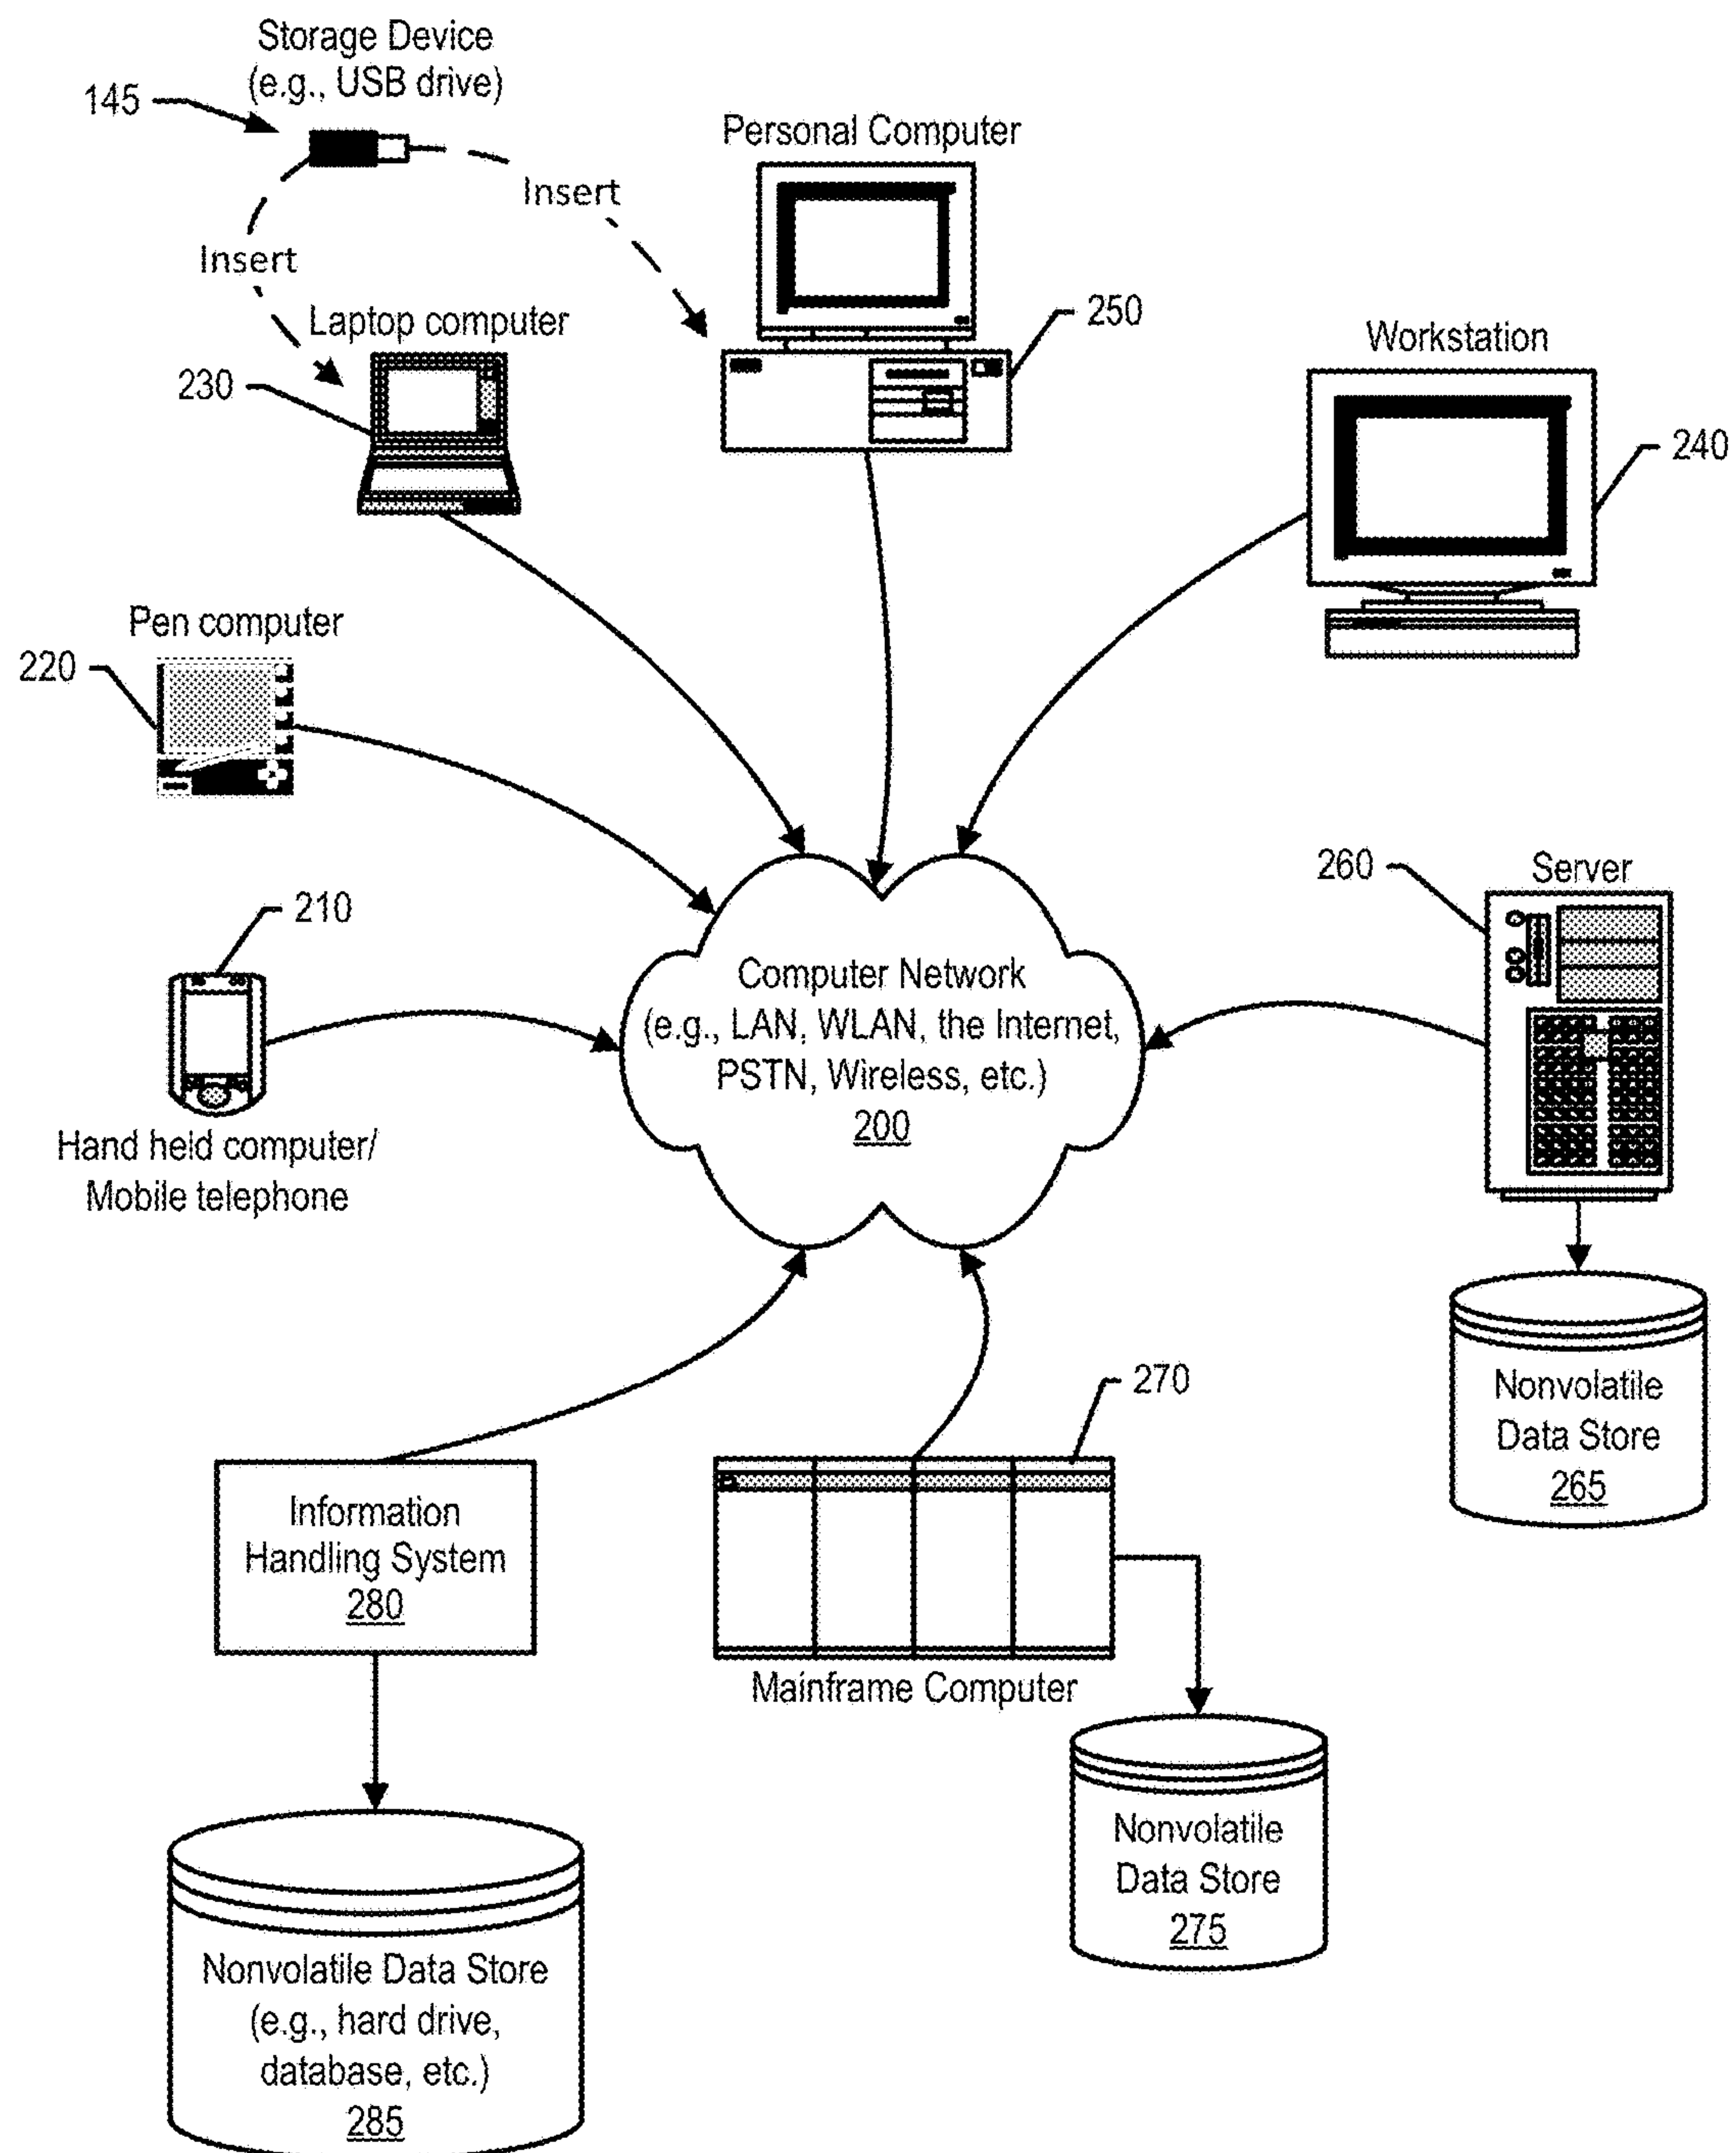 Storage Device
(e.g., USB drive)
145
Insert
Insert
Personal Computer
250
Laptop computer
230
Workstation
240
Pen computer
220
210
Hand held computer/
Mobile telephone
Computer Network
(e.g., LAN, WLAN, the Internet,
PSTN, Wireless, etc.)
200
260
Server
Nonvolatile
Data Store
265
270
Mainframe Computer
Information
Handling System
280
Nonvolatile
Data Store
275
Nonvolatile Data Store
(e.g., hard drive,
database, etc.)
285